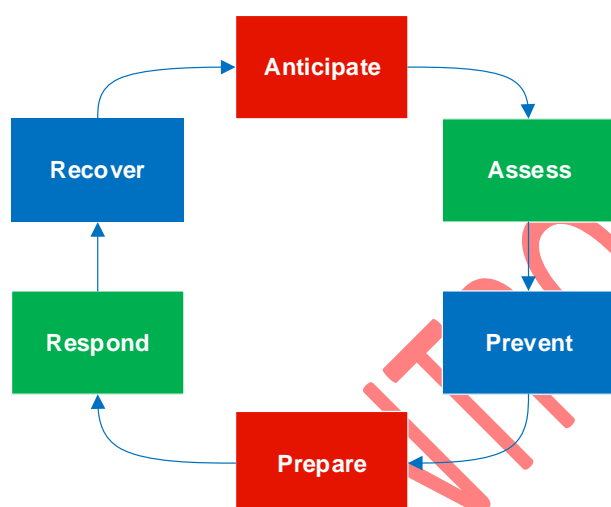 Anticipate
Assess
Prevent
Prepare
Respond
Recover